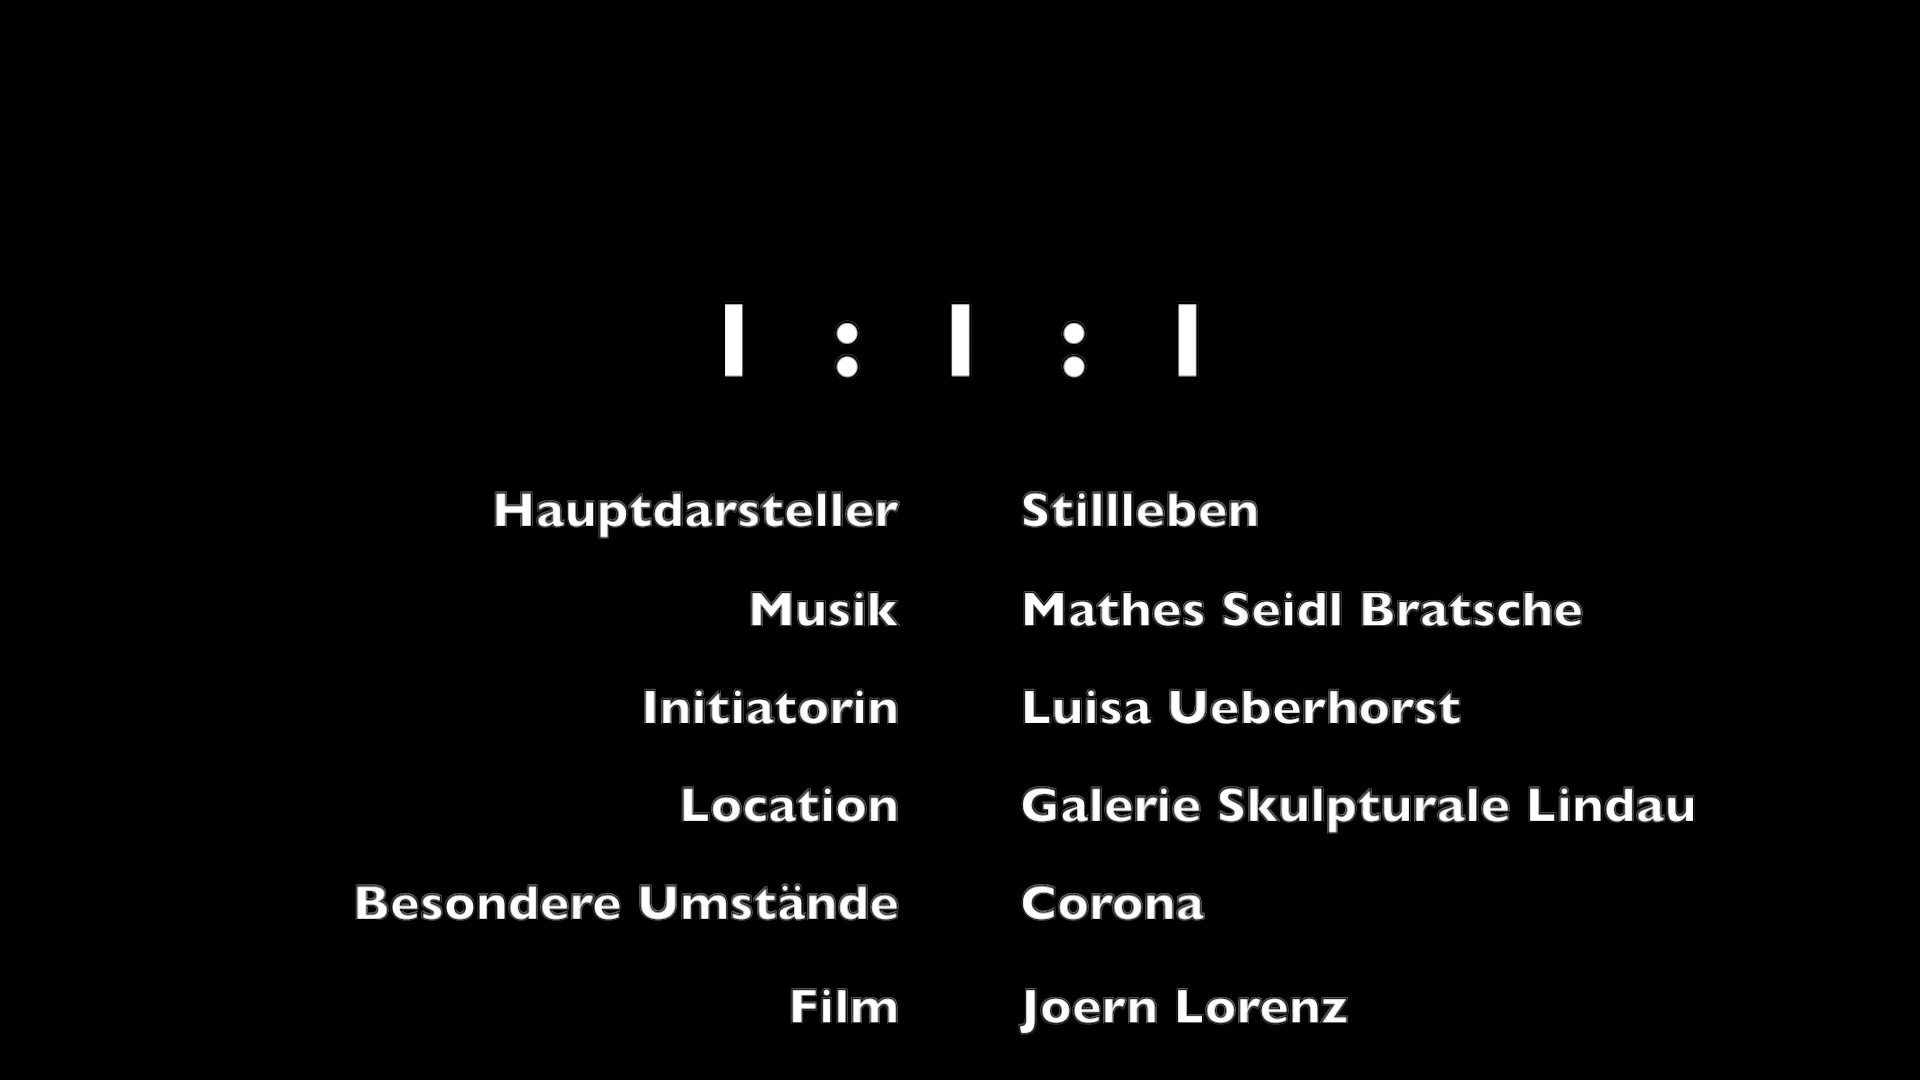 1 : 1 : 1
Hauptdarsteller Stillleben
Musik Mathes Seidl Bratsche
Initiatorin Luisa Ueberhorst
Location Galerie Skulpturale Lindau
Besondere Umstände Corona
Film Joern Lorenz